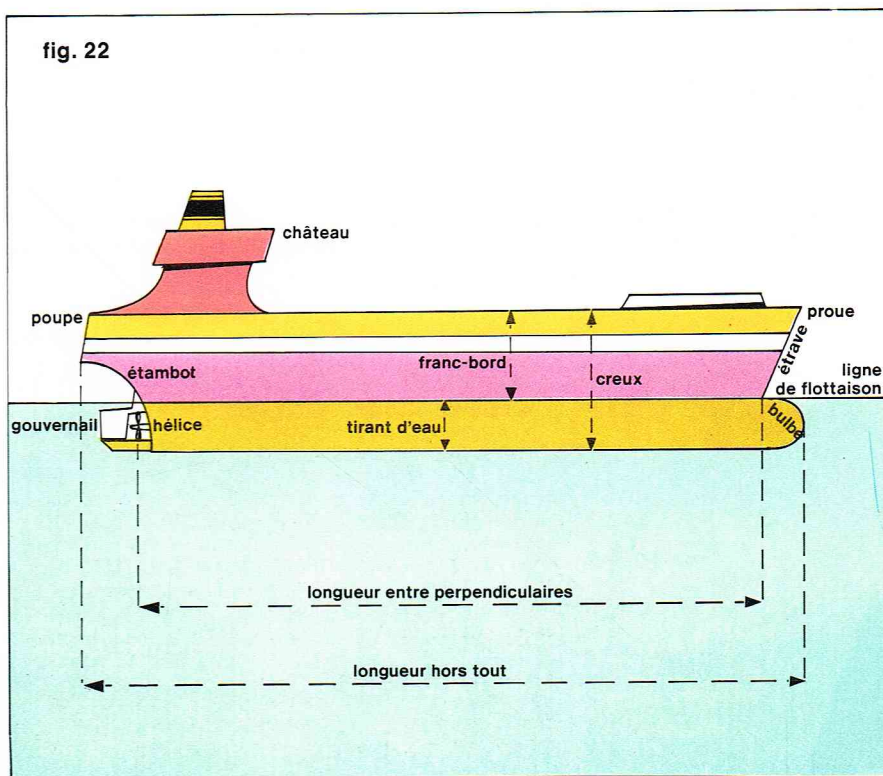 fig. 22
château
poupe
proue
étrave
franc-bord
étambot
creux
ligne
de flottaison
gouvernail
hélice
tirant d'eau
bulbe
longueur entre perpendiculaires
longueur hors tout